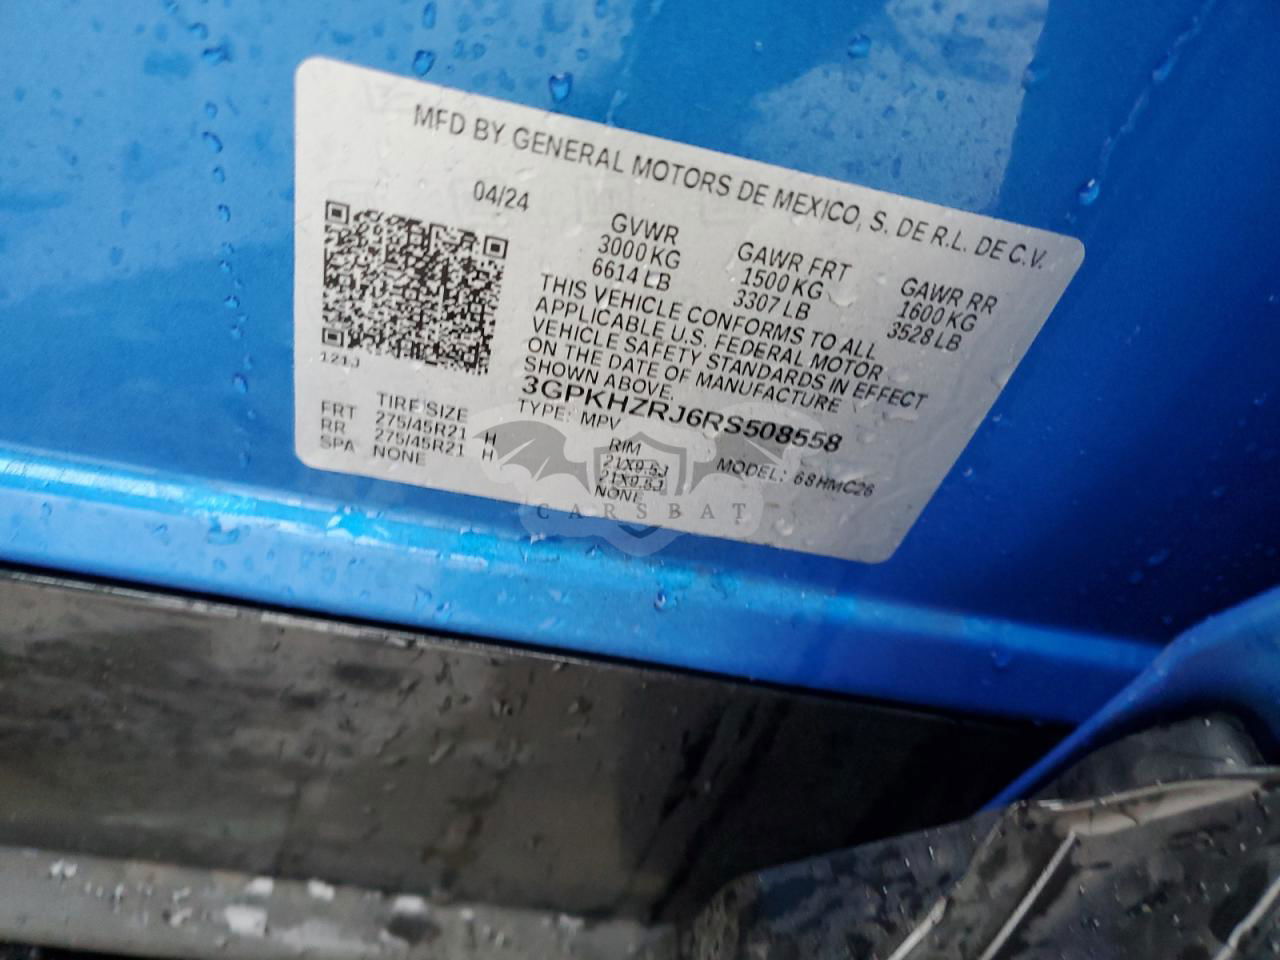 MFD BY GENERAL MOTORS DE MEXICO, S. DE R.L. DE C.V.
04/24
GVWR
3000 KG
6614 LB
GAWR FRT
1500 KG
3307 LB
GAWR RR
1600 KG
3528 LB
THIS VEHICLE CONFORMS TO ALL
APPLICABLE U.S. FEDERAL MOTOR
VEHICLE SAFETY STANDARDS IN EFFECT
ON THE DATE OF MANUFACTURE
SHOWN ABOVE.
3GPKHZRJ6RS508558
TYPE: MPV
MODEL: 68HMC26
121J
TIRE SIZE
RIM
FRT 275/45R21 H 21X9.5J
RR 275/45R21 H 21X9.5J
SPA NONE NONE
CARSBAT